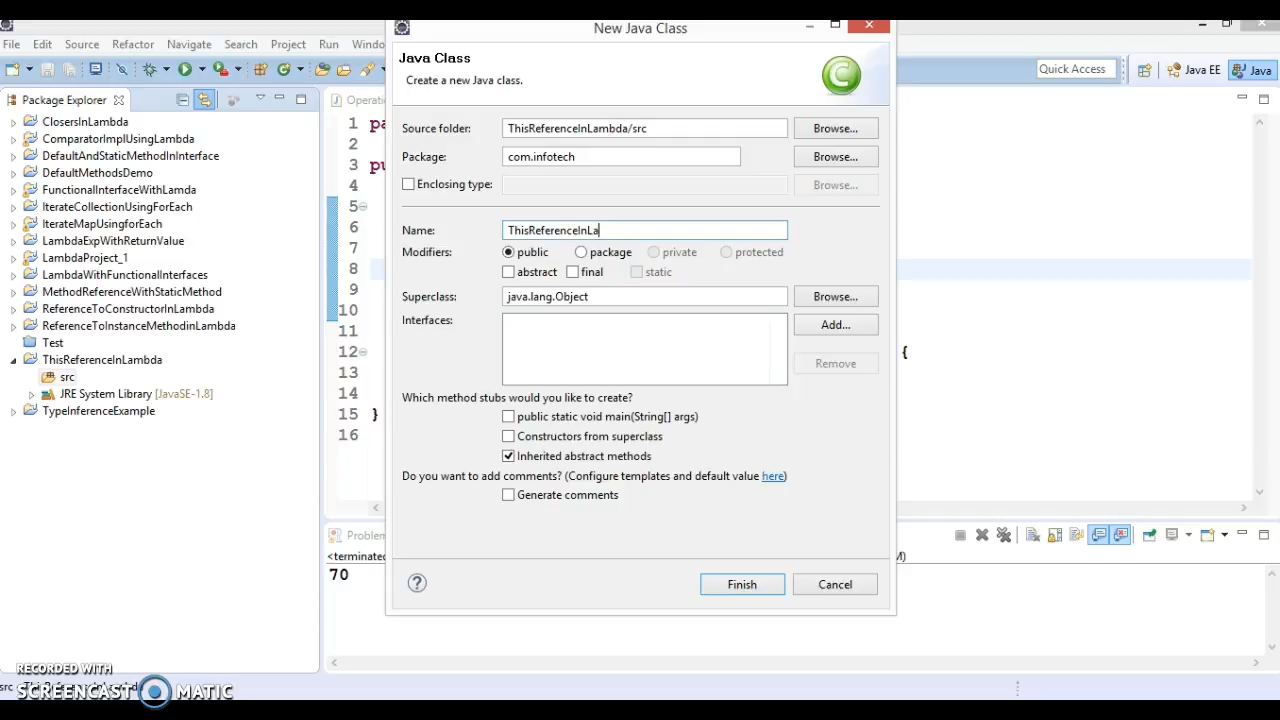 New Java Class
File Edit Source Refactor Navigate Search Project Run Windo
Java Class
Create a new Java class.
Quick Access
Java EE
Java
Package Explorer
Source folder: ThisReferenceInLambda/src Browse...
Package: com.infotech Browse...
Enclosing type: Browse...
Name: ThisReferenceInLa
Modifiers: public package private protected
abstract final static
Superclass: java.lang.Object Browse...
Interfaces: Add...
Remove
Which method stubs would you like to create?
public static void main(String[] args)
Constructors from superclass
Inherited abstract methods
Do you want to add comments? (Configure templates and default value here)
Generate comments
Finish Cancel
ClosersInLambda
ComparatorImplUsingLambda
DefaultAndStaticMethodInInterface
DefaultMethodsDemo
FunctionalInterfaceWithLamda
IterateCollectionUsingForEach
IterateMapUsingforEach
LambdaExpWithReturnValue
LambdaProject_1
LambdaWithFunctionalInterfaces
MethodReferenceWithStaticMethod
ReferenceToConstructorInLambda
ReferenceToInstanceMethodinLambda
Test
ThisReferenceInLambda
src
JRE System Library [JavaSE-1.8]
TypeInferenceExample
Operatio
1 pa
2
3 pu
4
5
6
7
8
9
10
11
12 {
13
14
15 }
16
Problem
<terminated M)
70
RECORDED WITH
SCREENCAST MATIC